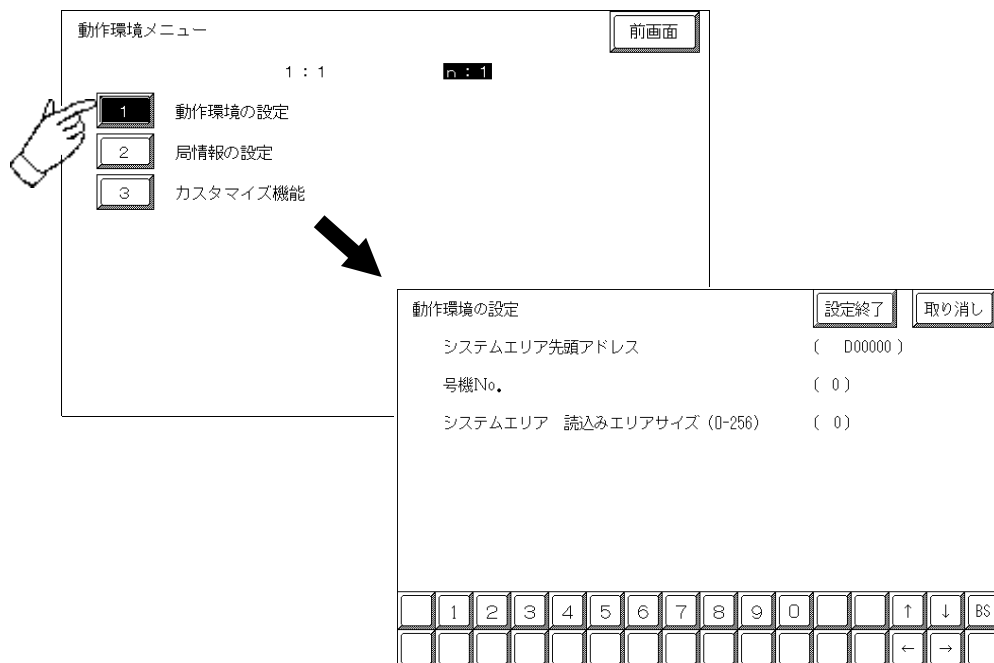 動作環境メニュー 前画面
1:1 n:1
1 動作環境の設定
2 局情報の設定
3 カスタマイズ機能
動作環境の設定 設定終了 取り消し
システムエリア先頭アドレス ( D00000 )
号機No. ( 0)
システムエリア 読込みエリアサイズ (0-256) ( 0)
1 2 3 4 5 6 7 8 9 0 ↑ ↓ BS
← →